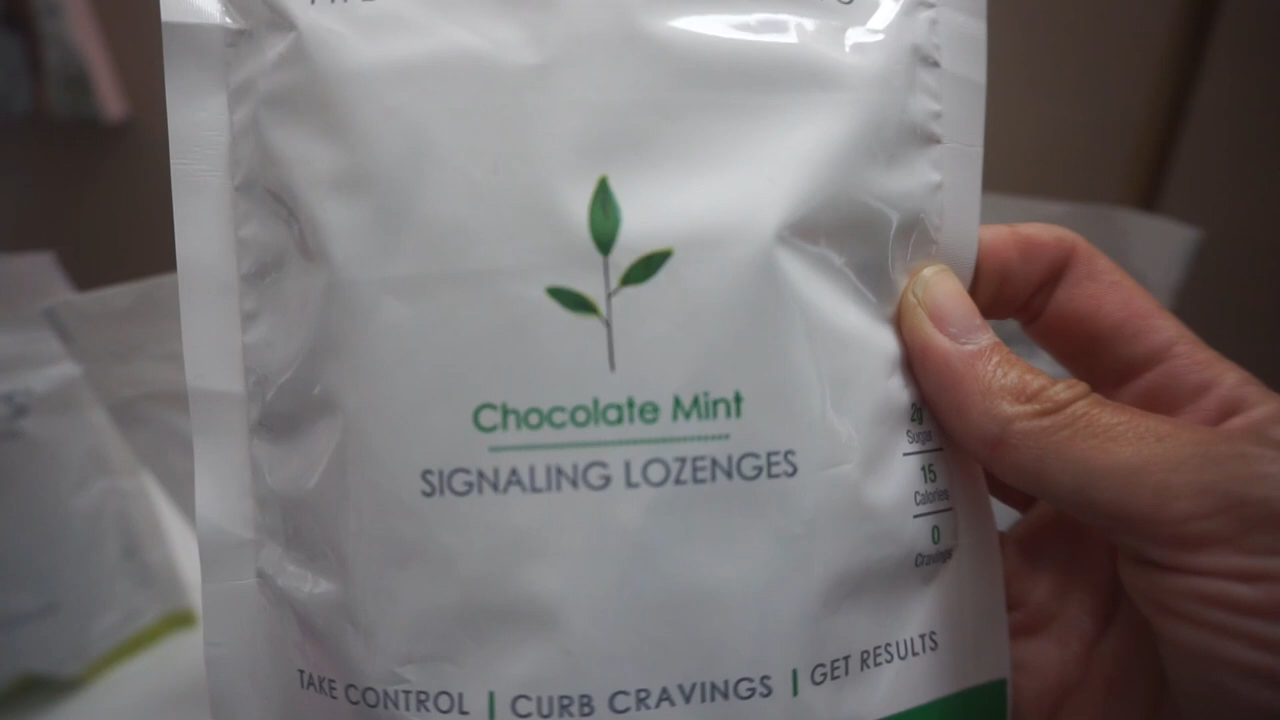 Chocolate Mint
SIGNALING LOZENGES
2g
Sugar
15
Calories
0
Cravings
TAKE CONTROL | CURB CRAVINGS | GET RESULTS